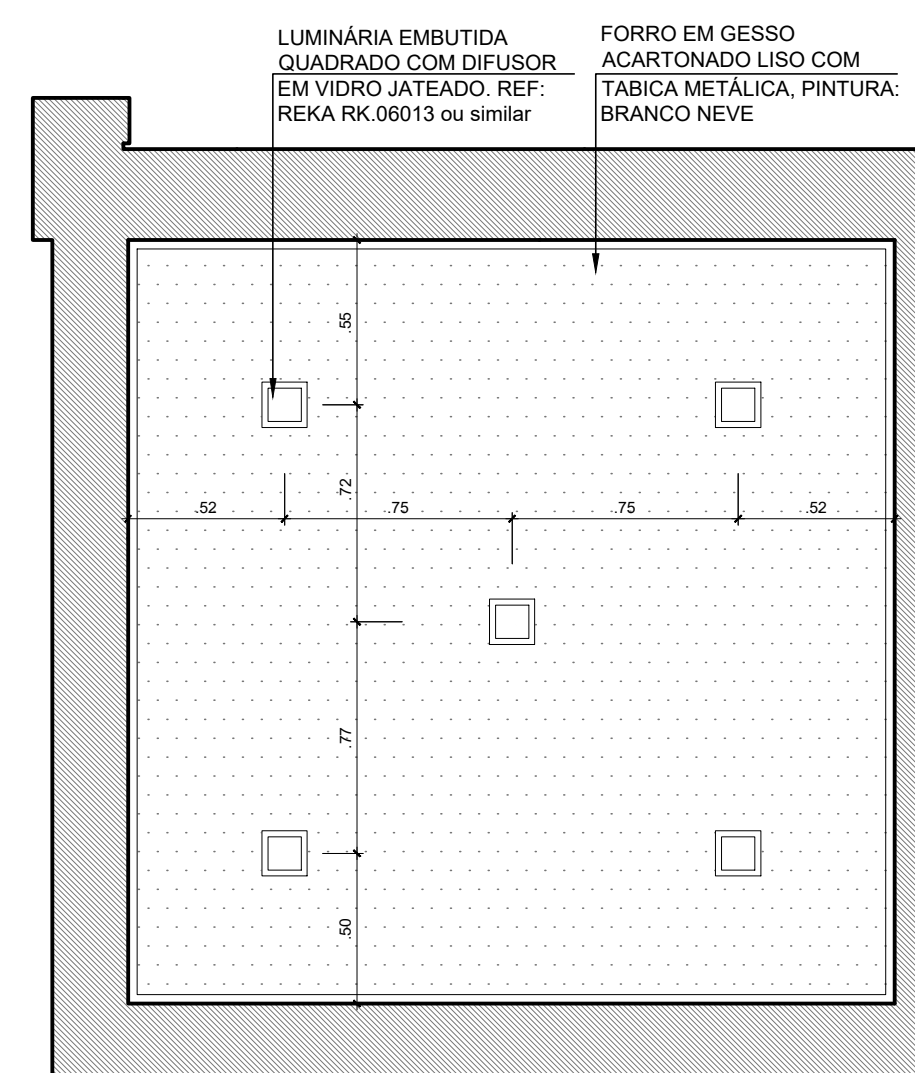 LUMINÁRIA EMBUTIDA
QUADRADO COM DIFUSOR
EM VIDRO JATEADO. REF:
REKA RK.06013 ou similar
FORRO EM GESSO
ACARTONADO LISO COM
TABICA METÁLICA, PINTURA:
BRANCO NEVE
.55
.72
.52
.75
.75
.52
.77
.50